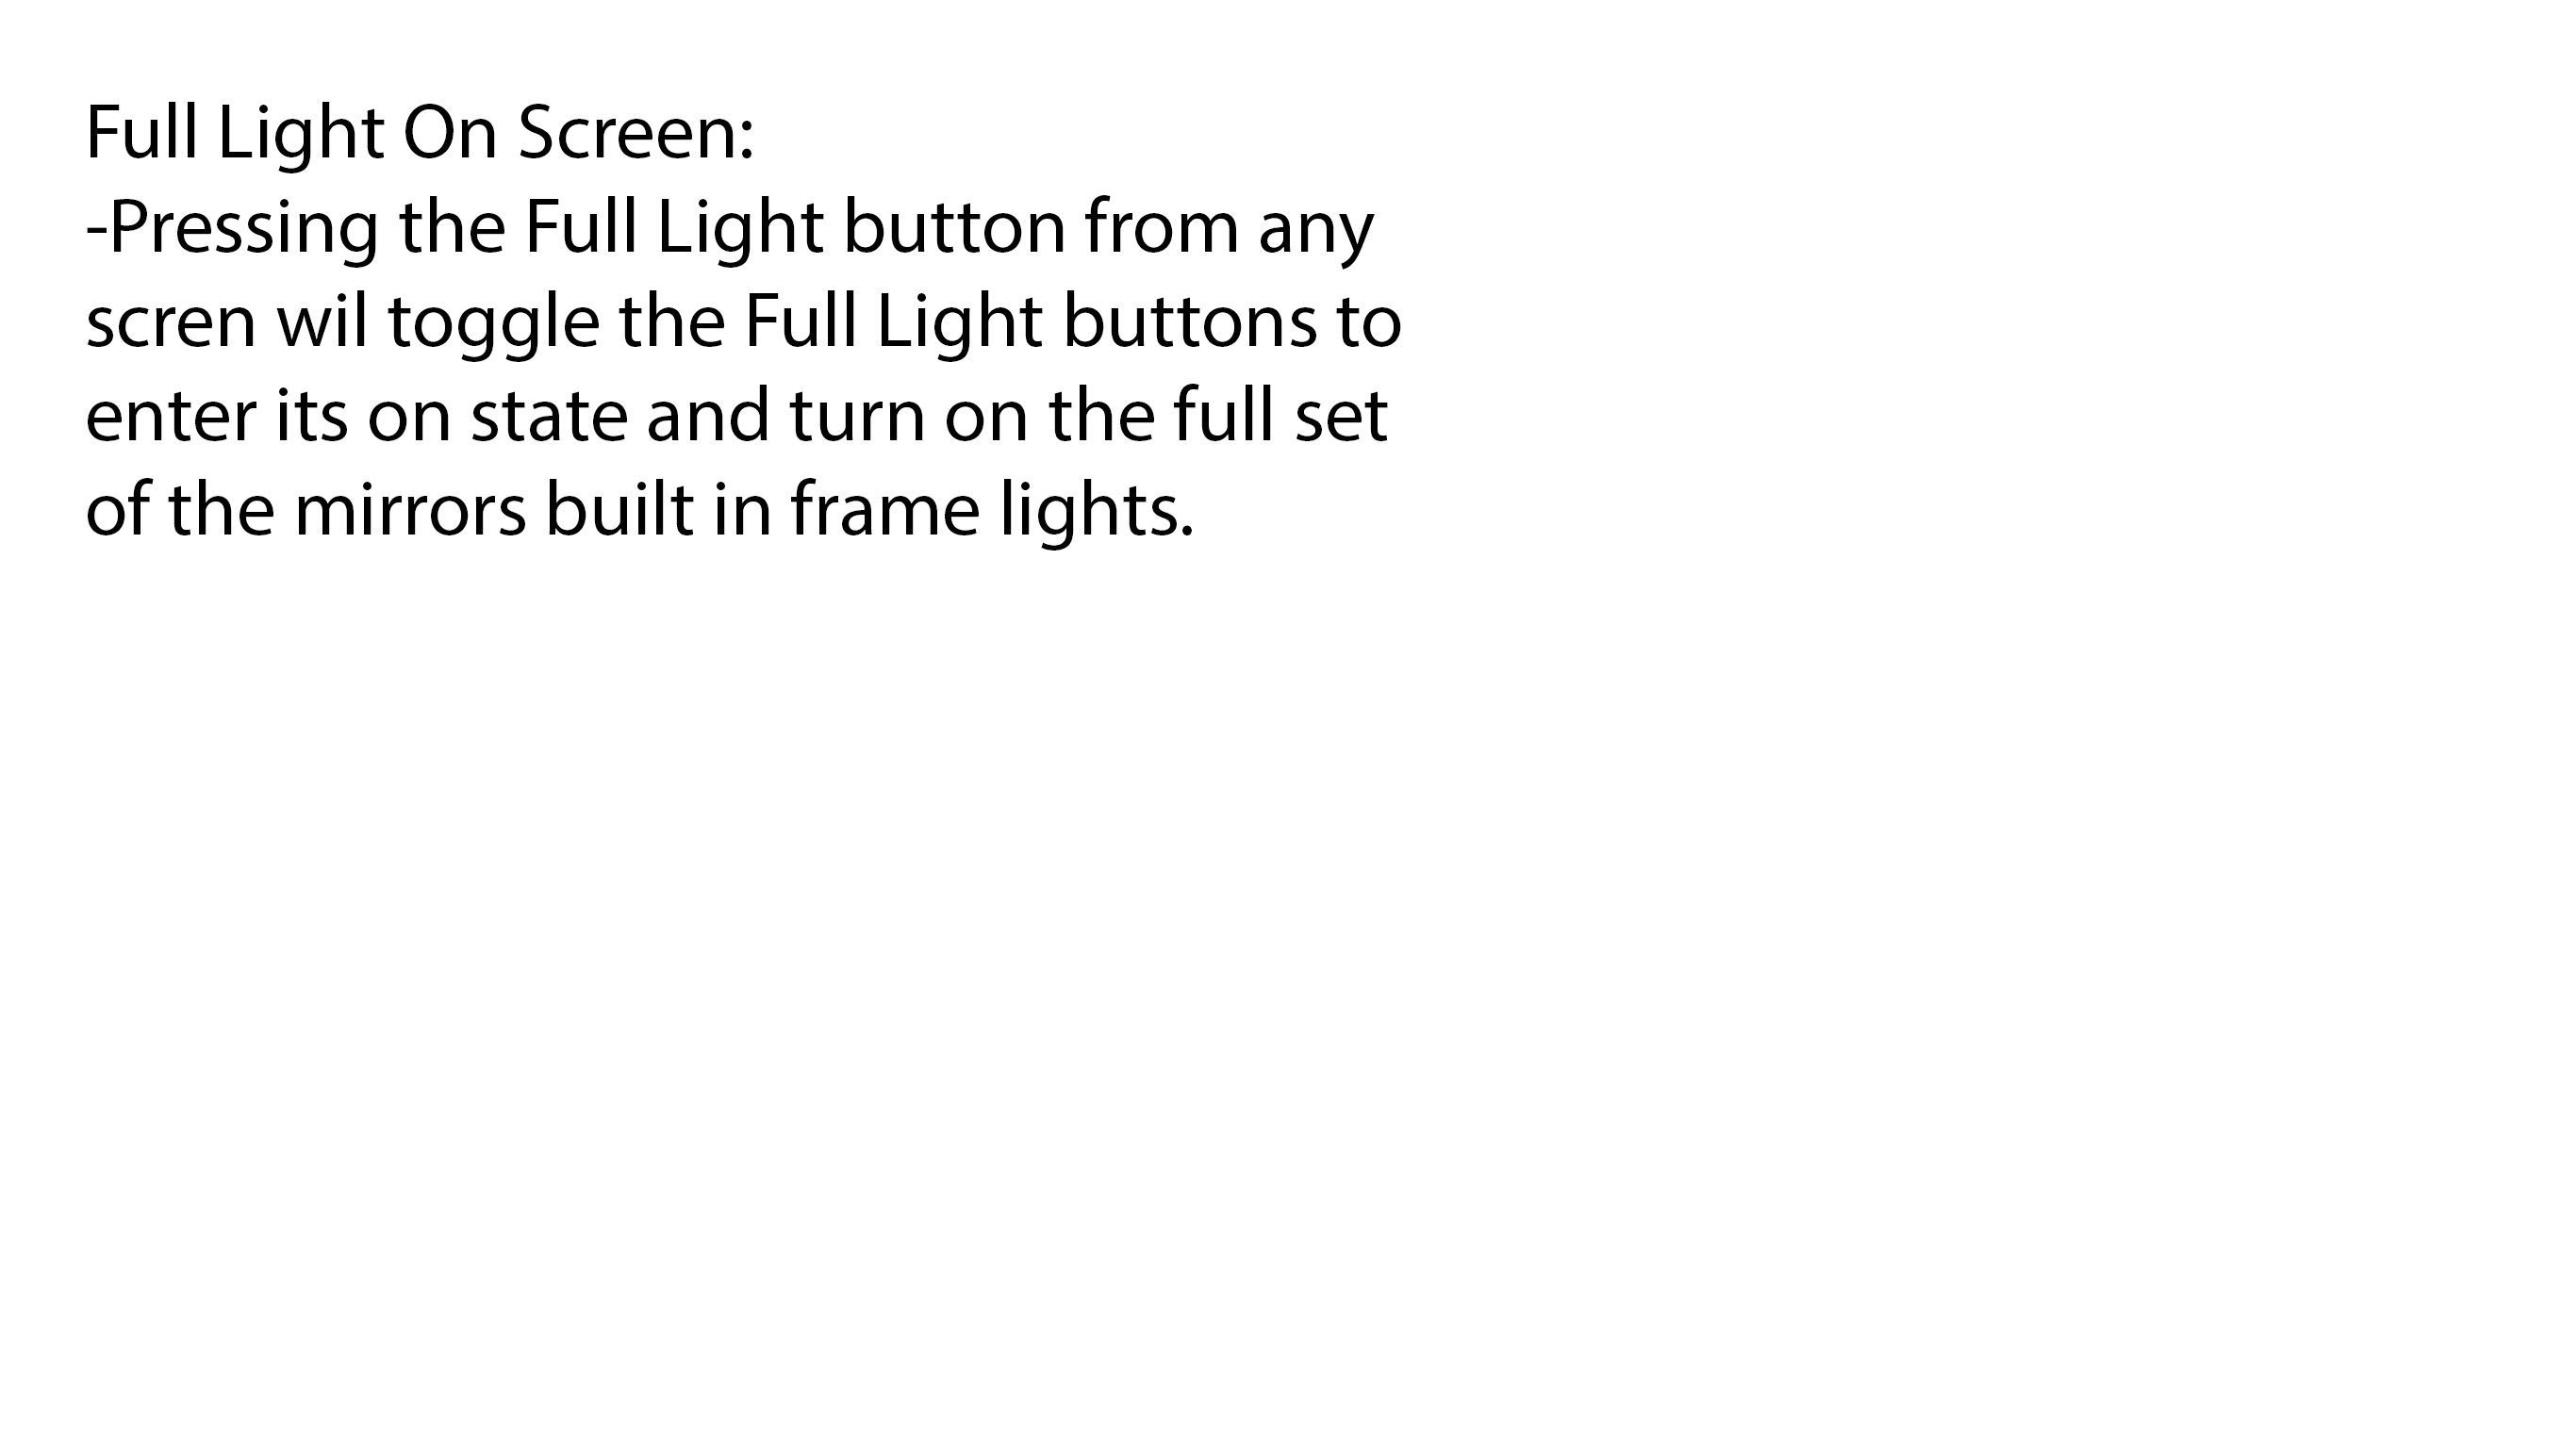 Full Light On Screen:
-Pressing the Full Light button from any
scren wil toggle the Full Light buttons to
enter its on state and turn on the full set
of the mirrors built in frame lights.